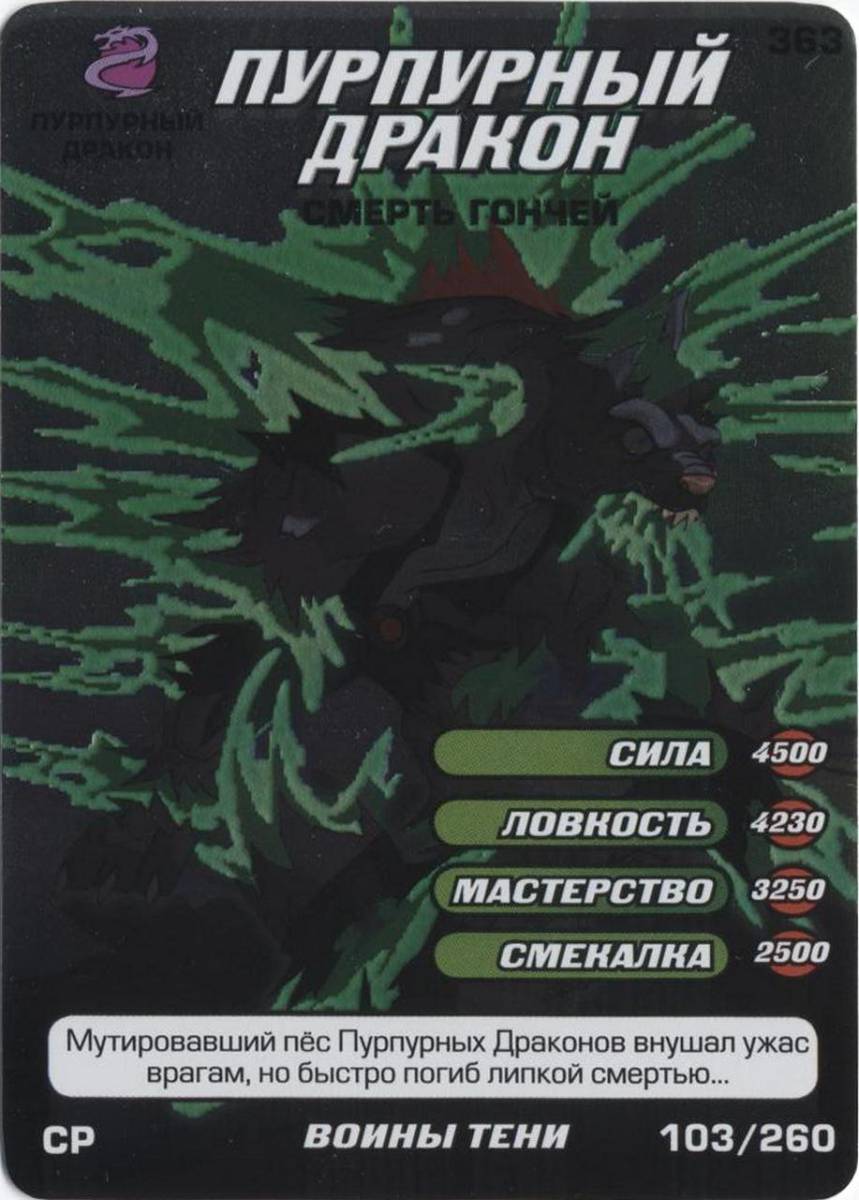 363
ПУРПУРНЫЙ
ДРАКОН
ПУРПУРНЫЙ
ДРАКОН
СМЕРТЬ ГОНЧЕЙ
СИЛА 4500
ЛОВКОСТЬ 4230
МАСТЕРСТВО 3250
СМЕКАЛКА 2500
Мутировавший пёс Пурпурных Драконов внушал ужас
врагам, но быстро погиб липкой смертью...
СР ВОИНЫ ТЕНИ 103/260